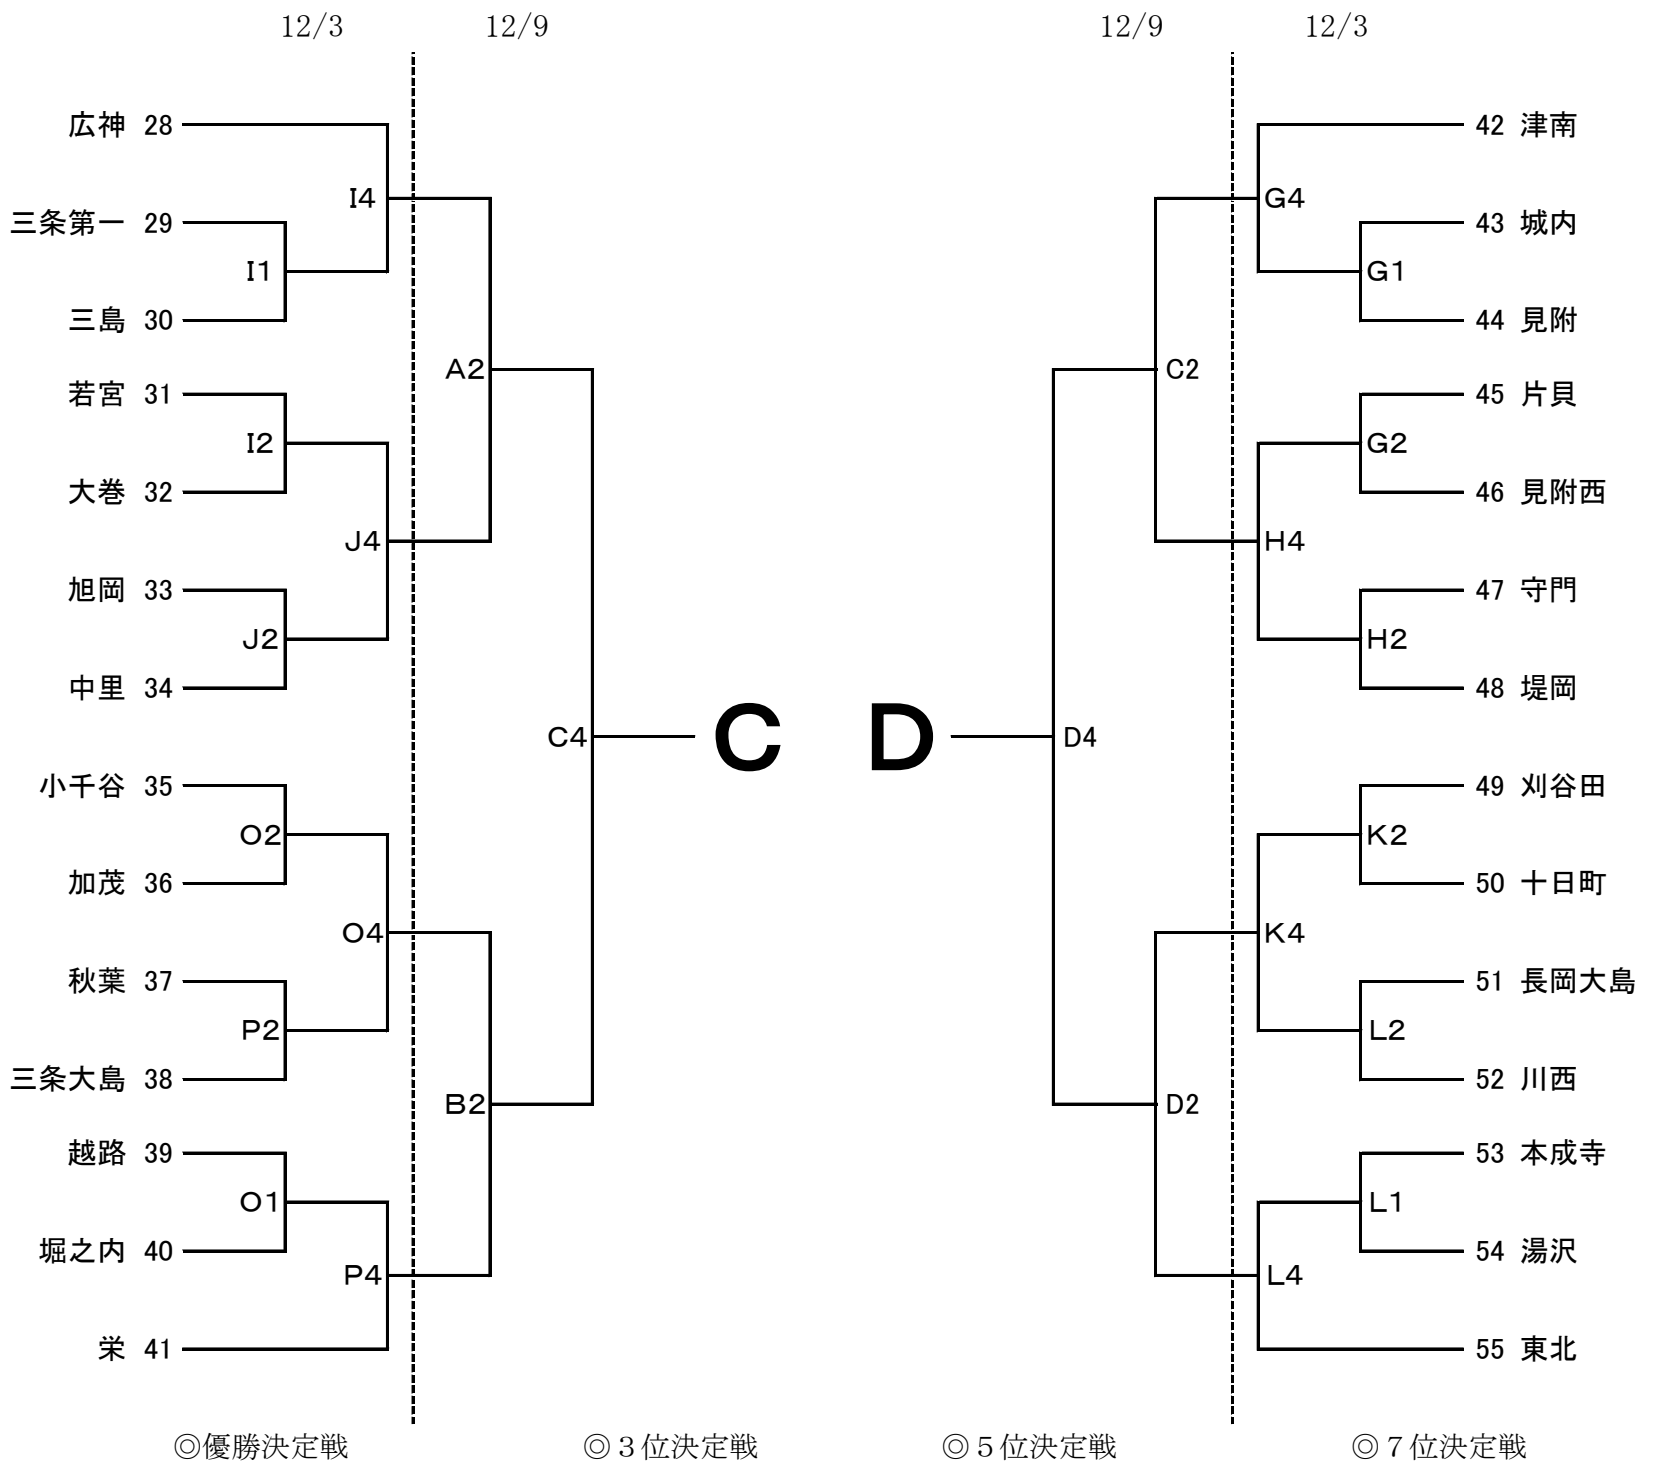 12/3 12/9 12/9 12/3
広神 28 42 津南
I4 G4
三条第一 29 43 城内
I1 G1
三島 30 44 見附
A2 C2
若宮 31 45 片貝
I2 G2
大巻 32 46 見附西
J4 H4
旭岡 33 47 守門
J2 H2
中里 34 48 堤岡
C4 C D D4
小千谷 35 49 刈谷田
O2 K2
加茂 36 50 十日町
O4 K4
秋葉 37 51 長岡大島
P2 L2
三条大島 38 52 川西
B2 D2
越路 39 53 本成寺
O1 L1
堀之内 40 54 湯沢
P4 L4
栄 41 55 東北
◎優勝決定戦 ◎３位決定戦 ◎５位決定戦 ◎７位決定戦